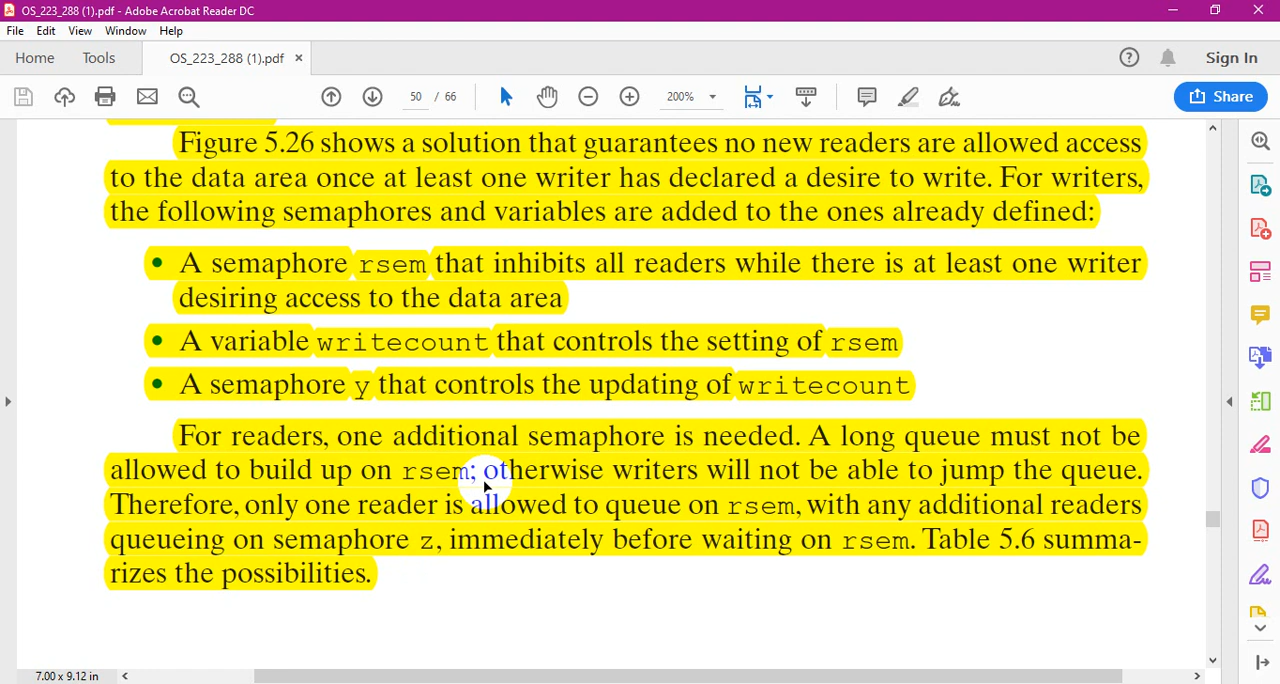 OS_223_288 (1).pdf - Adobe Acrobat Reader DC
File Edit View Window Help
Home Tools OS_223_288 (1).pdf × Sign In
50 / 66 200% Share
Figure 5.26 shows a solution that guarantees no new readers are allowed access
to the data area once at least one writer has declared a desire to write. For writers,
the following semaphores and variables are added to the ones already defined:
• A semaphore rsem that inhibits all readers while there is at least one writer
desiring access to the data area
• A variable writecount that controls the setting of rsem
• A semaphore y that controls the updating of writecount
For readers, one additional semaphore is needed. A long queue must not be
allowed to build up on rsem; otherwise writers will not be able to jump the queue.
Therefore, only one reader is allowed to queue on rsem, with any additional readers
queueing on semaphore z, immediately before waiting on rsem. Table 5.6 summa-
rizes the possibilities.
7.00 x 9.12 in